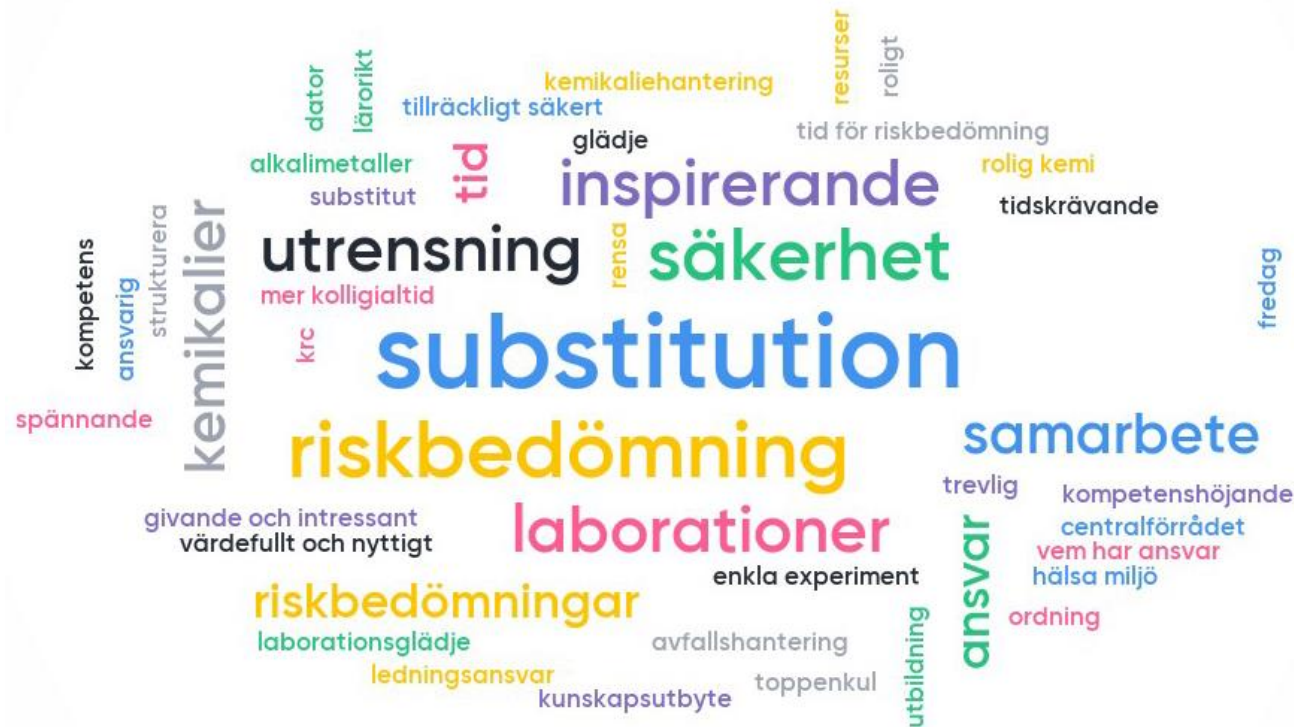 resurser
roligt
dator
lärorikt
kemikaliehantering
tillräckligt säkert
glädje
tid för riskbedömning
alkalimetaller
tid
inspirerande
rolig kemi
substitut
tidskrävande
kemikalier
strukturera
kompetens
ansvarig
utrensning
rensa
säkerhet
fredag
mer kolligialtid
krc
substitution
spännande
riskbedömning
samarbete
trevlig
kompetenshöjande
givande och intressant
värdefullt och nyttigt
laborationer
ansvar
centralförrådet
vem har ansvar
hälsa miljö
enkla experiment
riskbedömningar
ordning
laborationsglädje
avfallshantering
utbildning
ledningsansvar
toppenkul
kunskapsutbyte